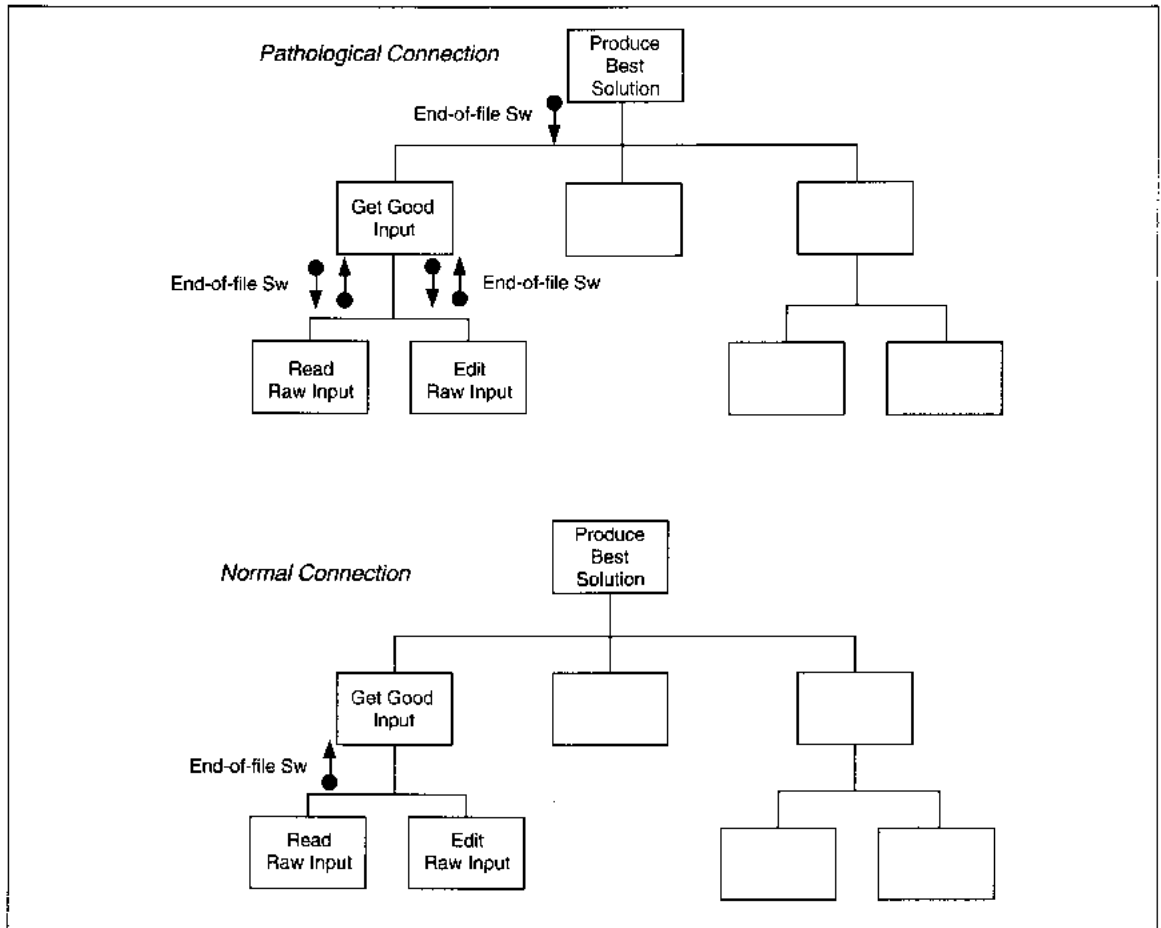 Pathological Connection
Produce
Best
Solution
End-of-file Sw
Get Good
Input
End-of-file Sw
End-of-file Sw
Read
Raw Input
Edit
Raw Input
Normal Connection
Produce
Best
Solution
Get Good
Input
End-of-file Sw
Read
Raw Input
Edit
Raw Input